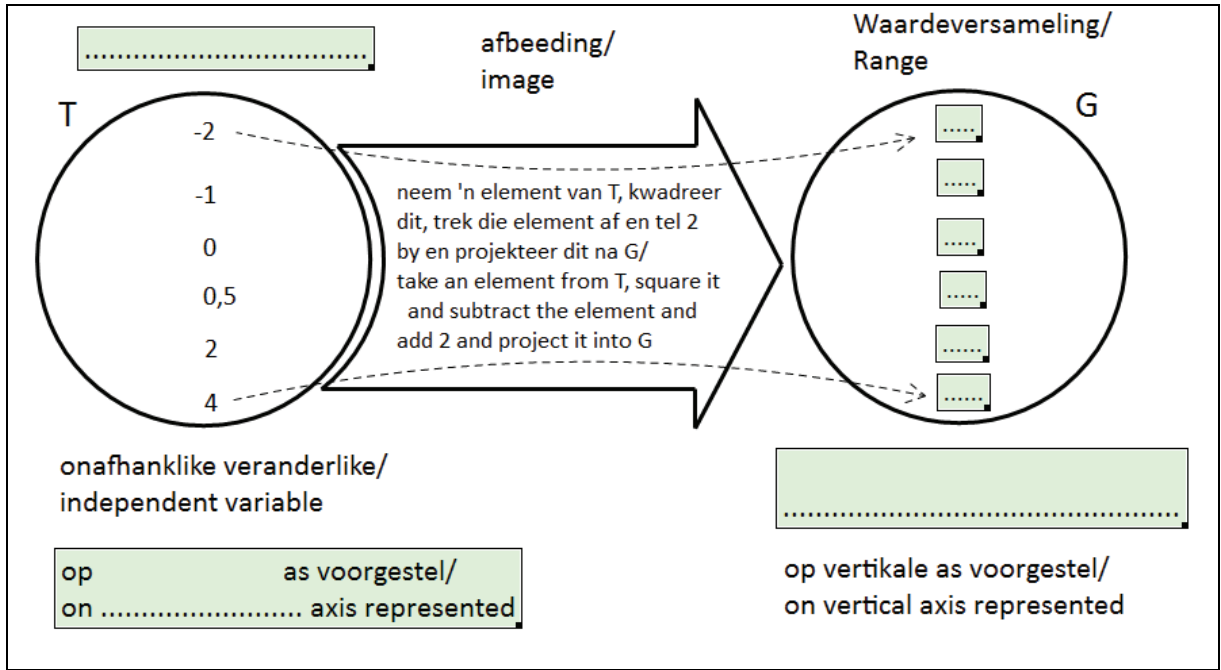 ....................................
afbeeding/
image
Waardeversameling/
Range
T
G
-2
-1
0
0,5
2
4
neem 'n element van T, kwadreer
dit, trek die element af en tel 2
by en projekteer dit na G/
take an element from T, square it
and subtract the element and
add 2 and project it into G
.....
.....
.....
.....
......
......
onafhanklike veranderlike/
independent variable
..................................................
op as voorgestel/
on ......................... axis represented
op vertikale as voorgestel/
on vertical axis represented